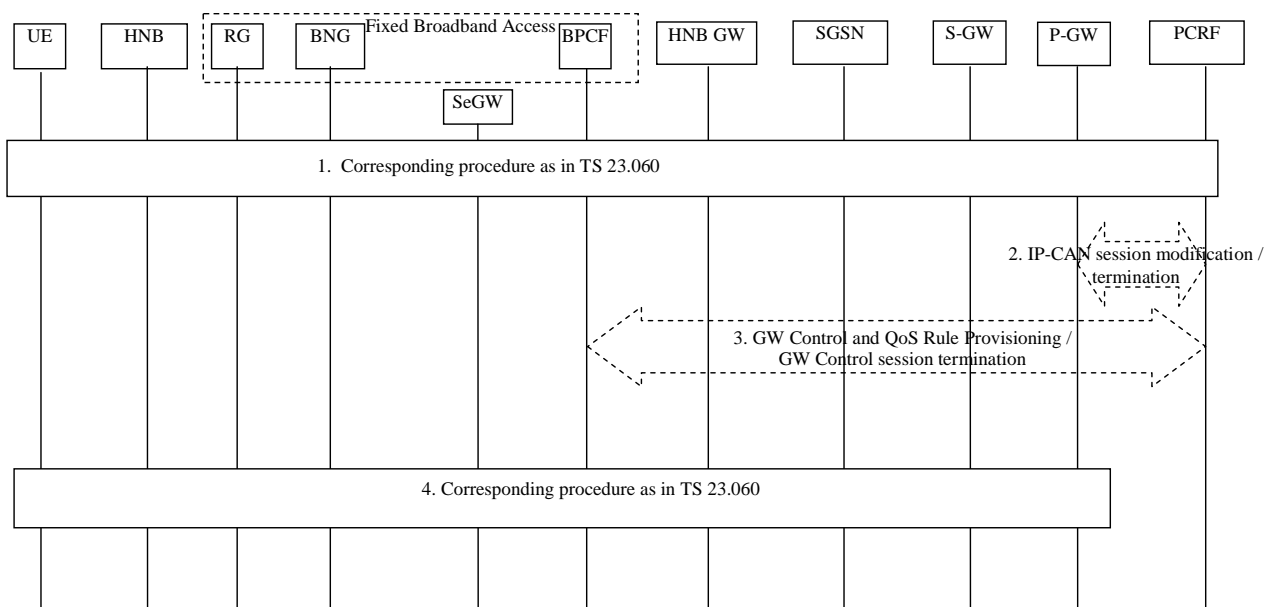 Fixed Broadband Access
UE
HNB
RG
BNG
BPCF
HNB GW
SGSN
S-GW
P-GW
PCRF
SeGW
1. Corresponding procedure as in TS 23.060
2. IP-CAN session modification /
termination
3. GW Control and QoS Rule Provisioning /
GW Control session termination
4. Corresponding procedure as in TS 23.060